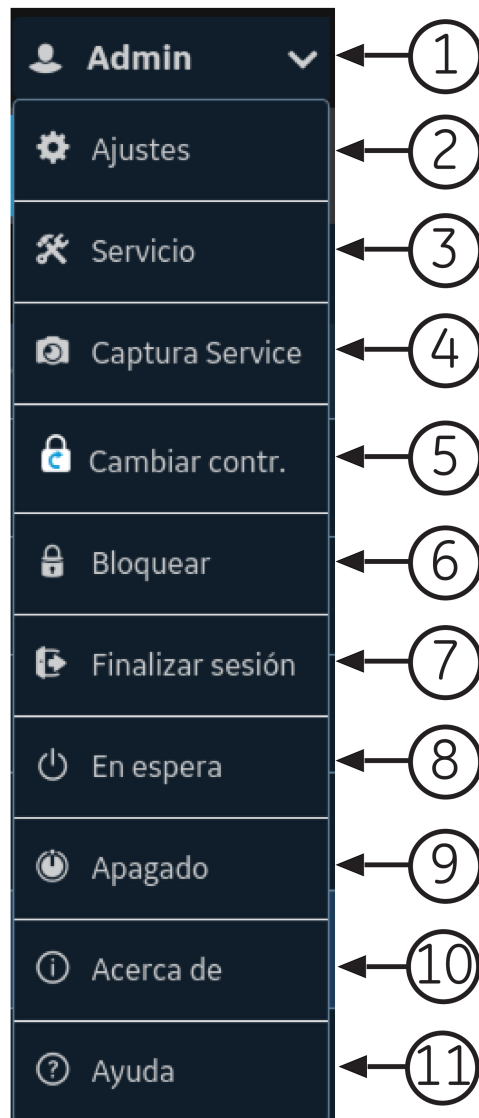 Admin 1
Ajustes 2
Servicio 3
Captura Service 4
Cambiar contr. 5
Bloquear 6
Finalizar sesión 7
En espera 8
Apagado 9
Acerca de 10
Ayuda 11